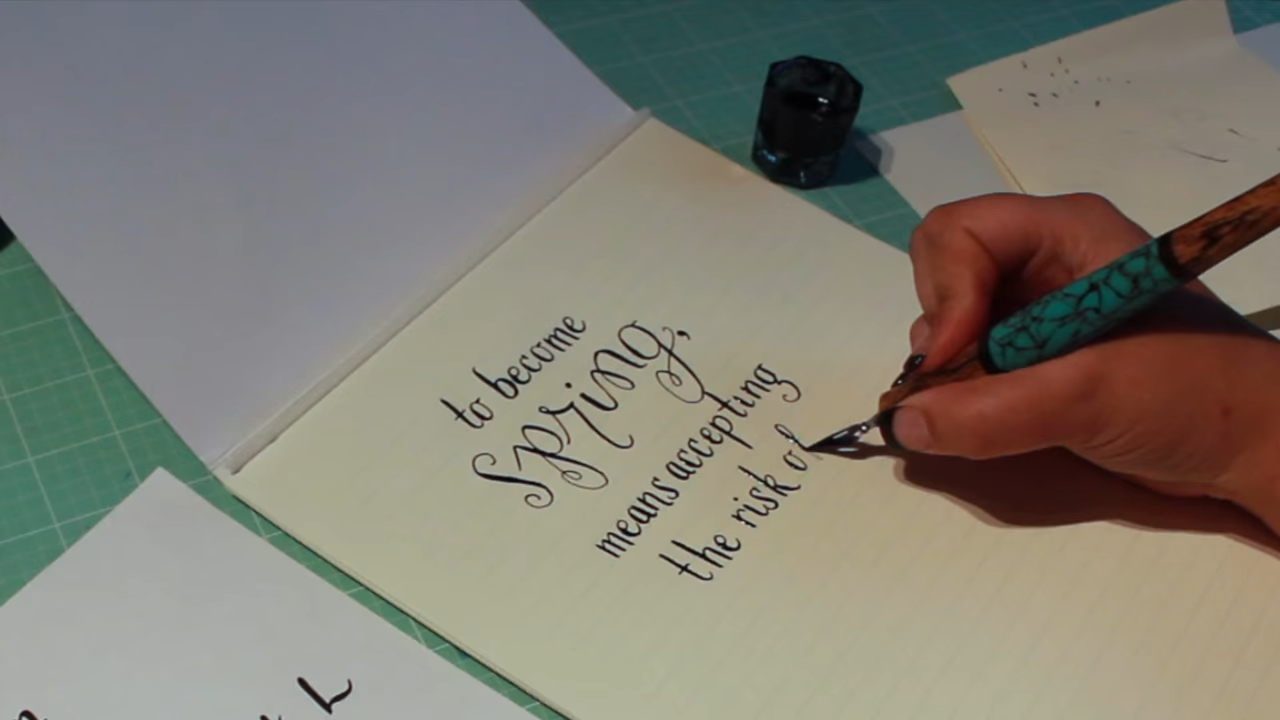 to become
Spring,
means accepting
the risk of